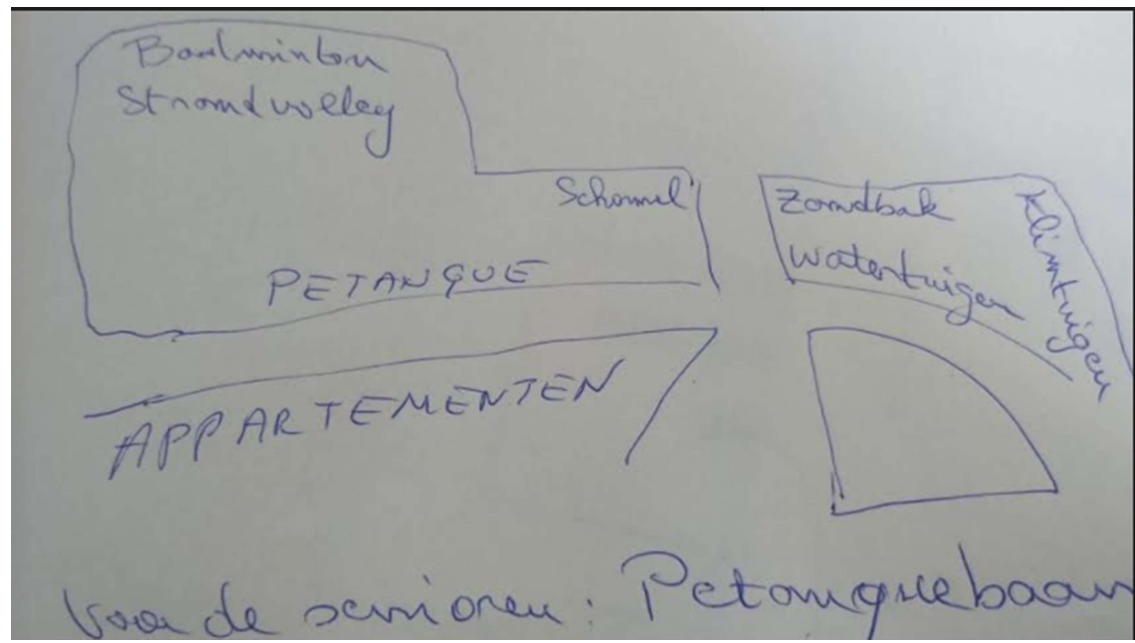 Badminton
Strandvolley
Schommel
Zandbak
Klimtuigen
watertuigen
PETANQUE
APPARTEMENTEN
Voor de senioren: Petanquebaan